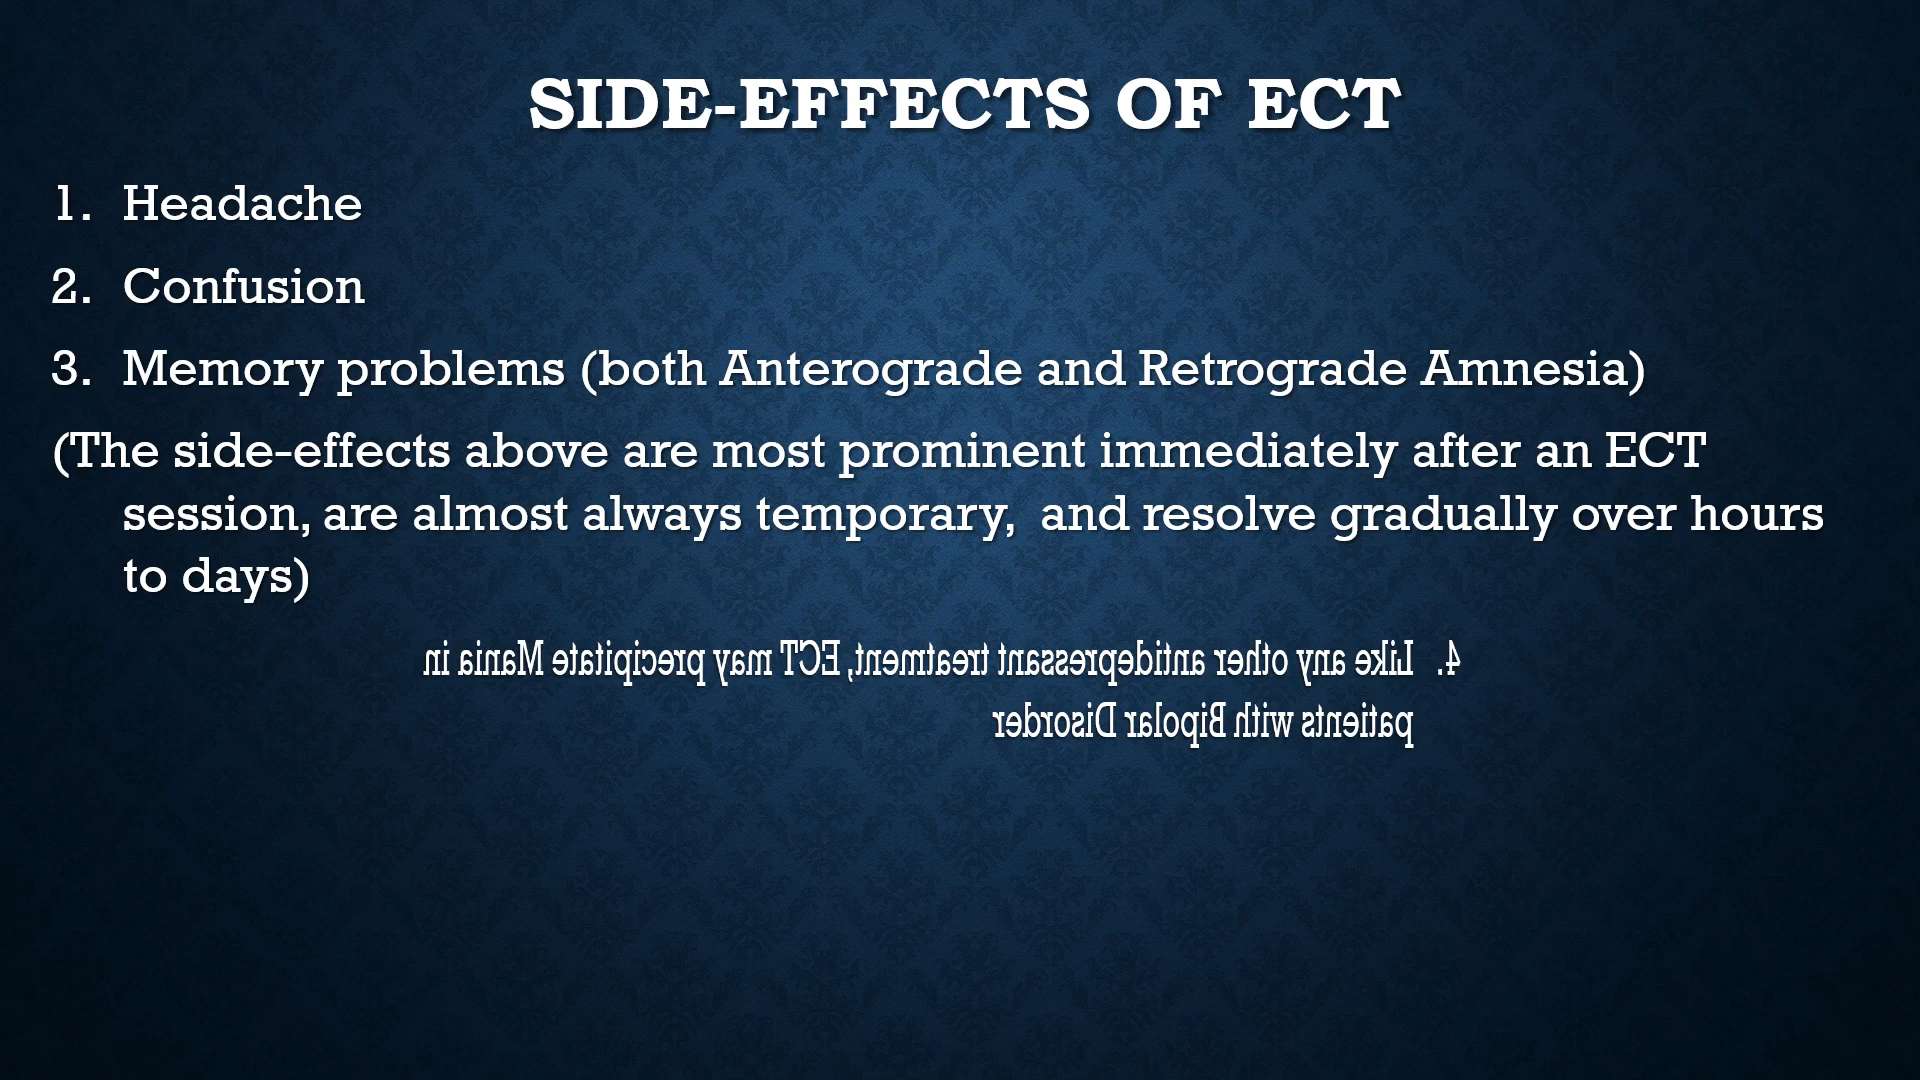 SIDE-EFFECTS OF ECT
1. Headache
2. Confusion
3. Memory problems (both Anterograde and Retrograde Amnesia)
(The side-effects above are most prominent immediately after an ECT
session, are almost always temporary,  and resolve gradually over hours
to days)
4. Like any other antidepressant treatment, ECT may precipitate Mania in
patients with Bipolar Disorder